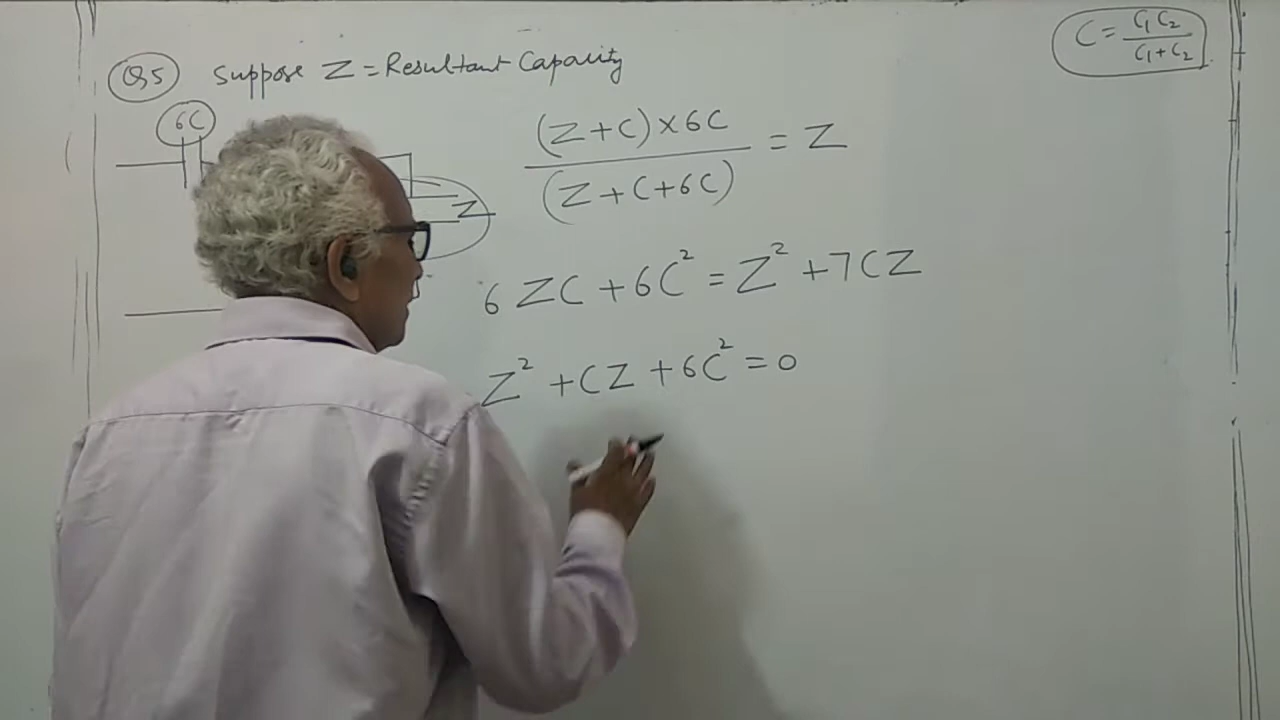 Q5 Suppose Z = Resultant Capacity
C = C₁C₂ / C₁+C₂
6C
Z
(Z+C)×6C / (Z+C+6C) = Z
6ZC + 6C² = Z² + 7CZ
Z² + CZ + 6C² = 0